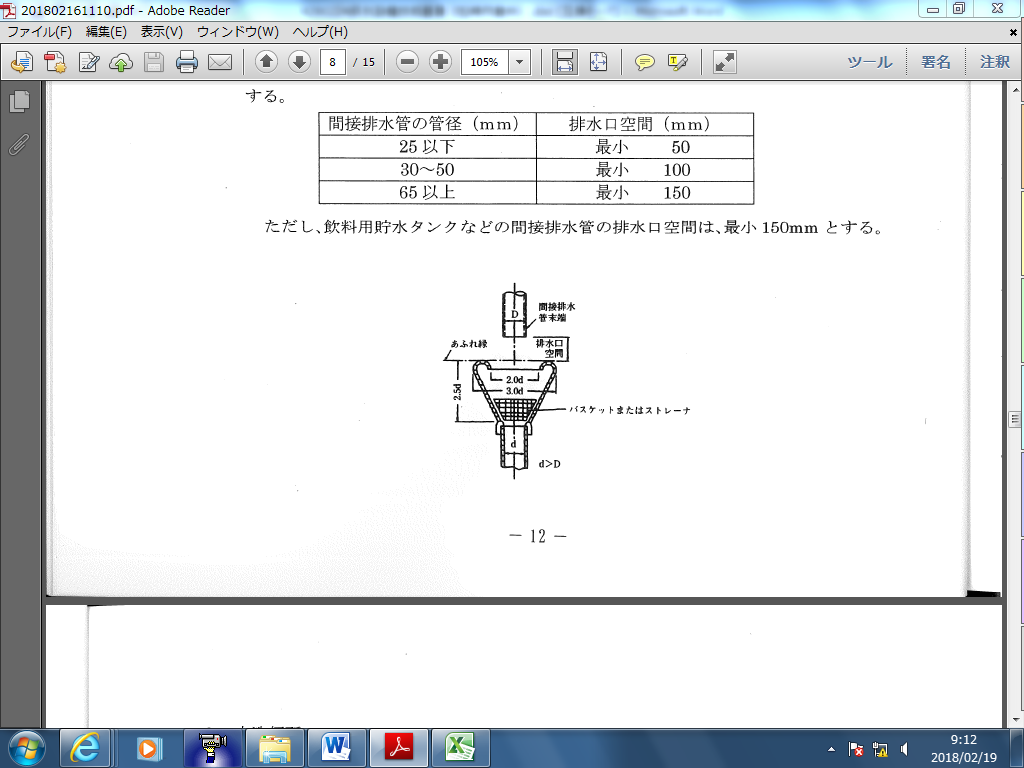 201802161110.pdf - Adobe Reader
ファイル(F) 編集(E) 表示(V) ウィンドウ(W) ヘルプ(H)
8 / 15 105% ツール 署名 注釈
する。
間接排水管の管径（mm） 排水口空間（mm）
25 以下 最小 50
30～50 最小 100
65 以上 最小 150
ただし、飲料用貯水タンクなどの間接排水管の排水口空間は、最小 150mm とする。
D
間接排水
管末端
あふれ縁
排水口
空間
2.0d
3.0d
2.5d
バスケットまたはストレーナ
d
d>D
－ 12 －
9:12
2018/02/19